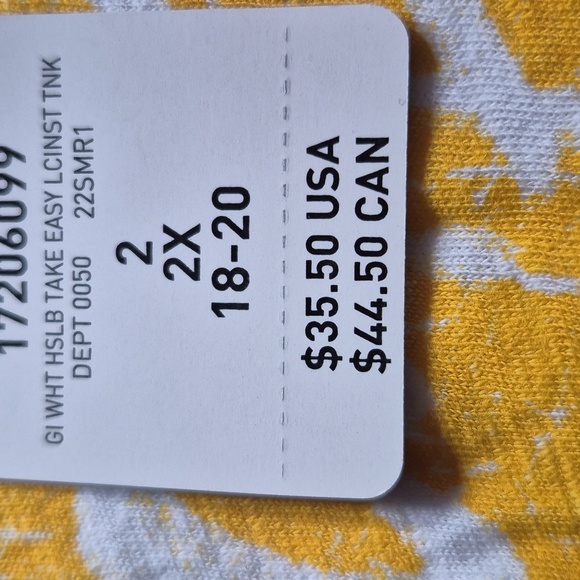 17206099
GI WHT HSLB TAKE EASY LCINST TNK
DEPT 0050 22SMR1
2
2X
18-20
$35.50 USA
$44.50 CAN